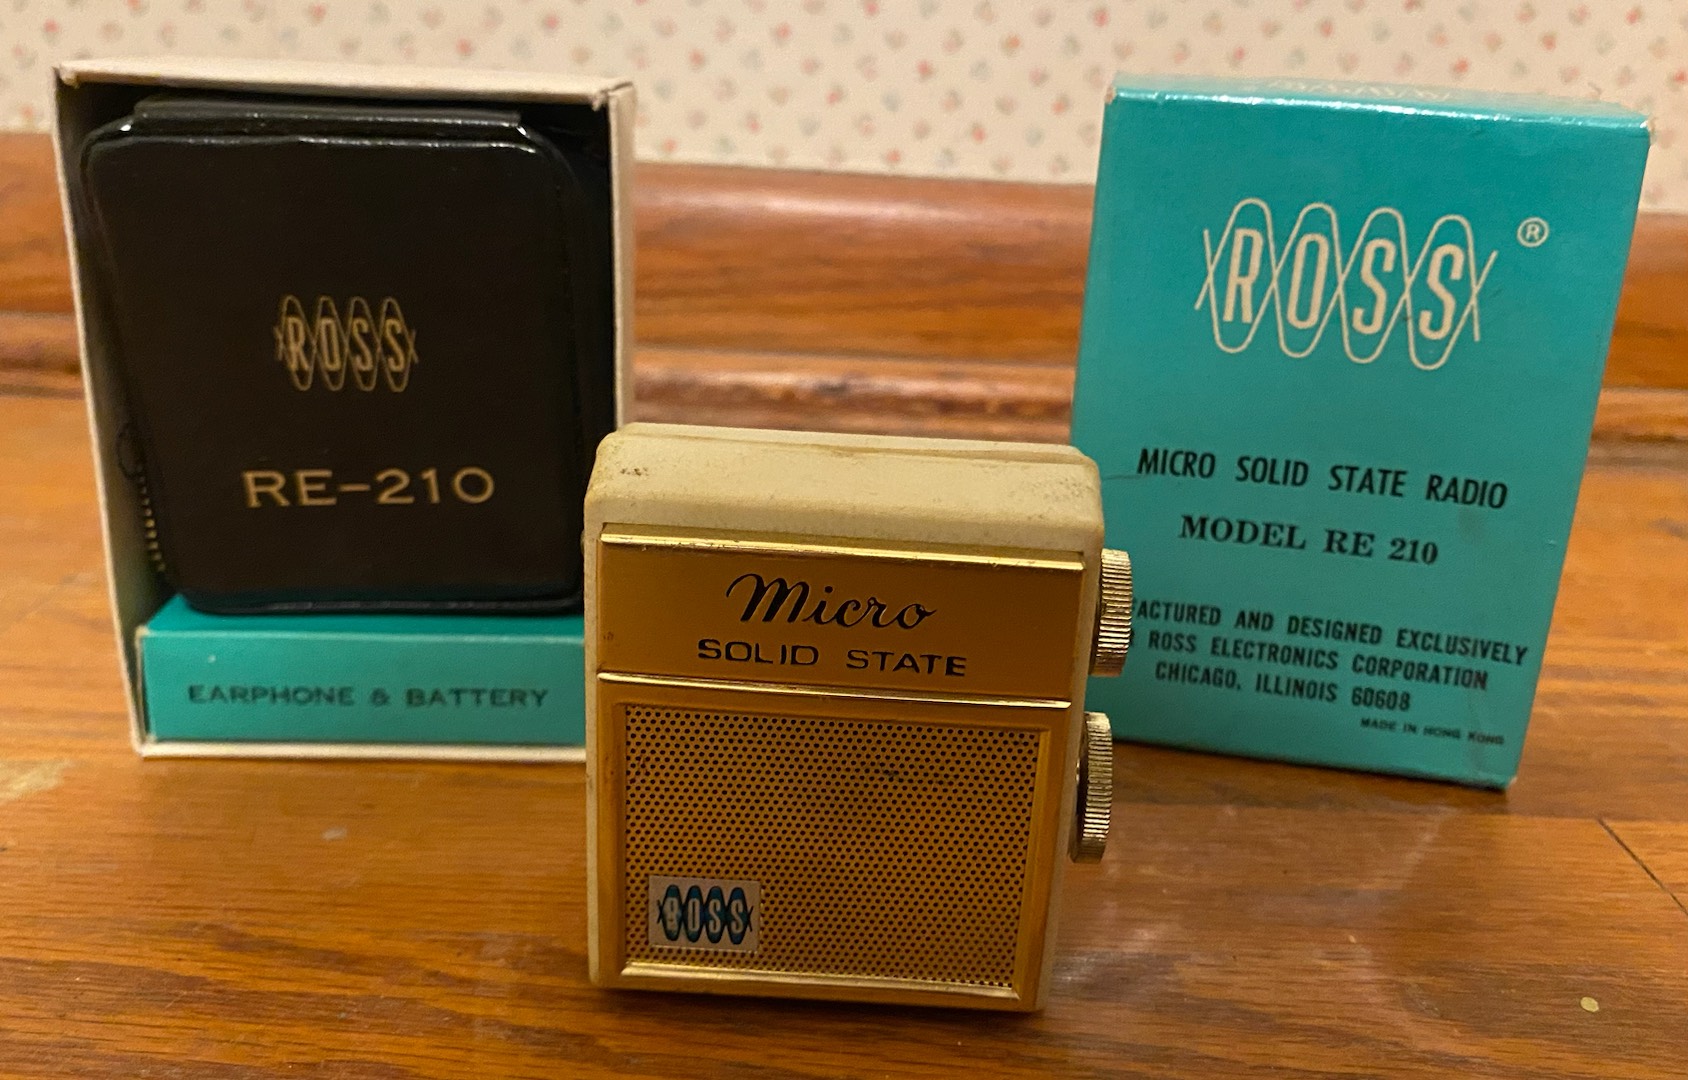 ROSS
RE-210
EARPHONE & BATTERY
Micro
SOLID STATE
ROSS
ROSS ®
MICRO SOLID STATE RADIO
MODEL RE 210
ACTURED AND DESIGNED EXCLUSIVELY
ROSS ELECTRONICS CORPORATION
CHICAGO, ILLINOIS 60608
MADE IN HONG KONG